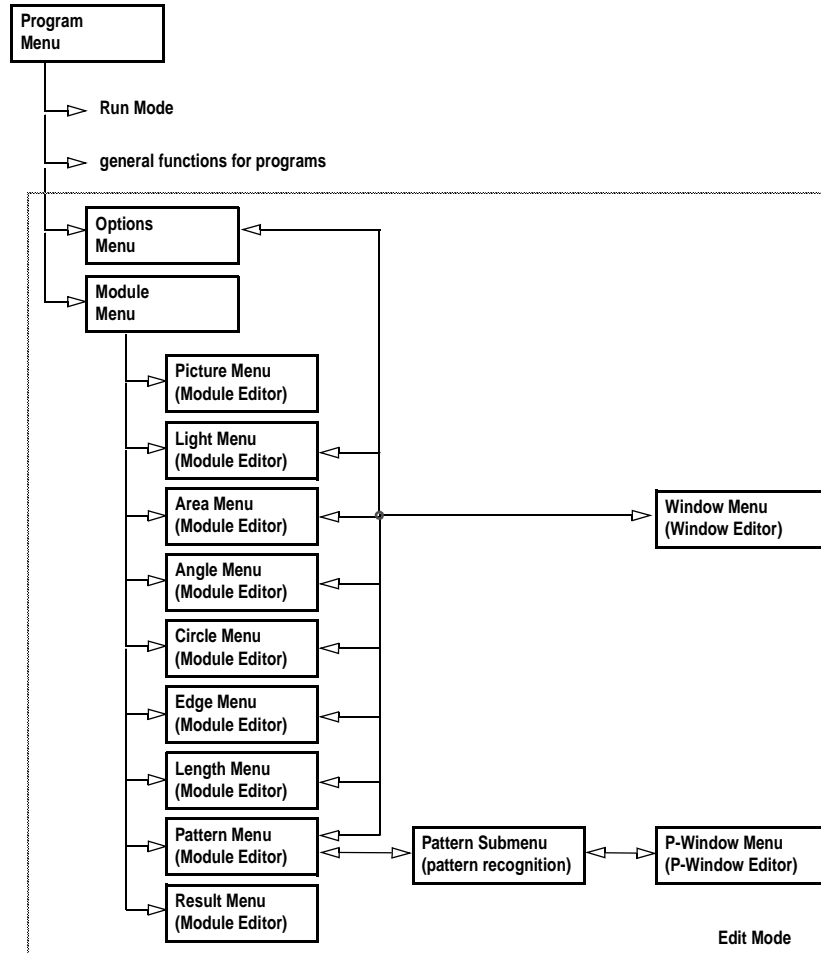 Program
Menu
Run Mode
general functions for programs
Options
Menu
Module
Menu
Picture Menu
(Module Editor)
Light Menu
(Module Editor)
Area Menu
(Module Editor)
Window Menu
(Window Editor)
Angle Menu
(Module Editor)
Circle Menu
(Module Editor)
Edge Menu
(Module Editor)
Length Menu
(Module Editor)
Pattern Menu
(Module Editor)
Pattern Submenu
(pattern recognition)
P-Window Menu
(P-Window Editor)
Result Menu
(Module Editor)
Edit Mode